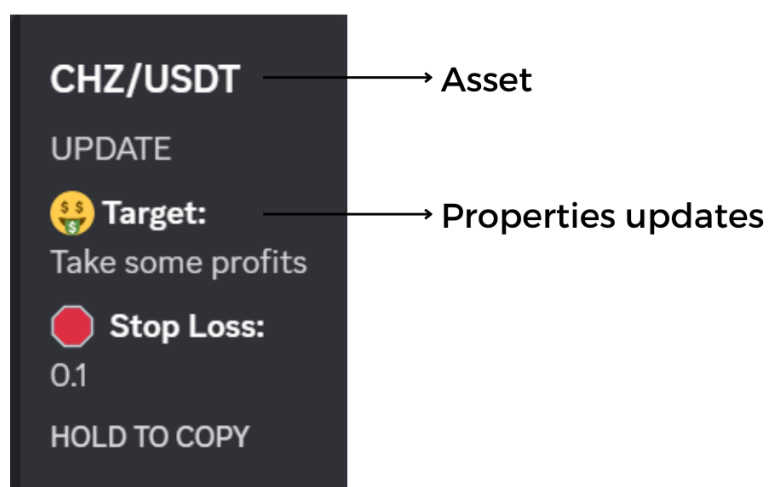 CHZ/USDT
Asset
UPDATE
Target:
Properties updates
Take some profits
Stop Loss:
0.1
HOLD TO COPY